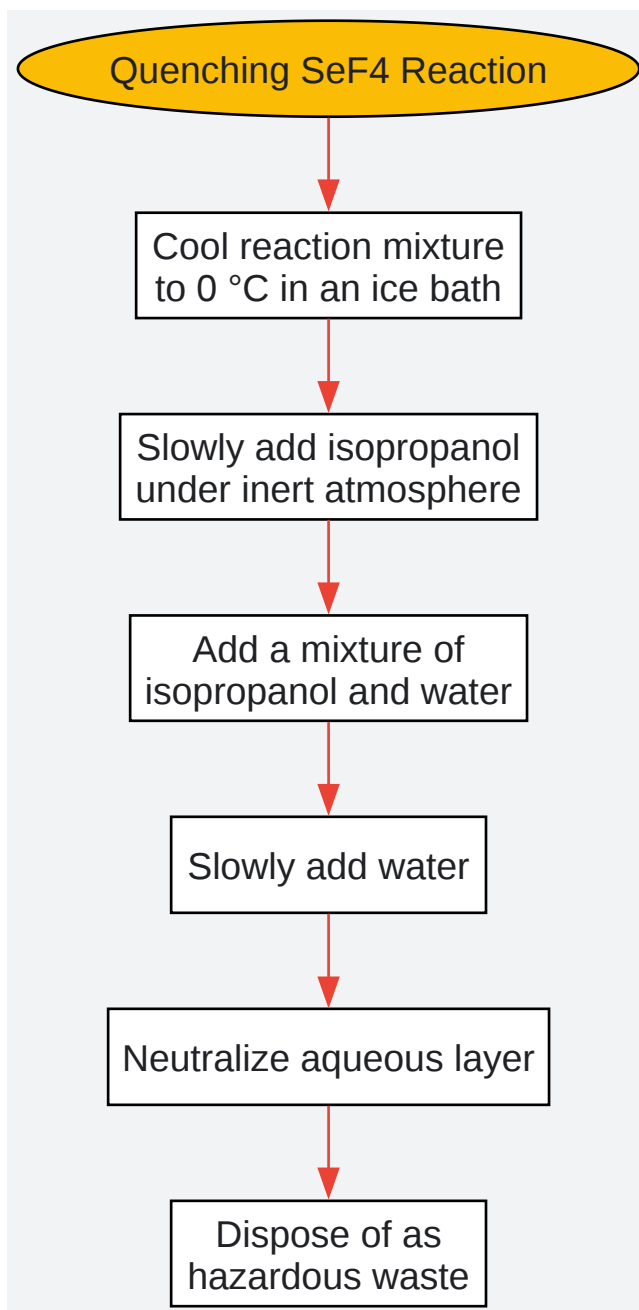 Quenching SeF4 Reaction
Cool reaction mixture
to 0 °C in an ice bath
Slowly add isopropanol
under inert atmosphere
Add a mixture of
isopropanol and water
Slowly add water
Neutralize aqueous layer
Dispose of as
hazardous waste